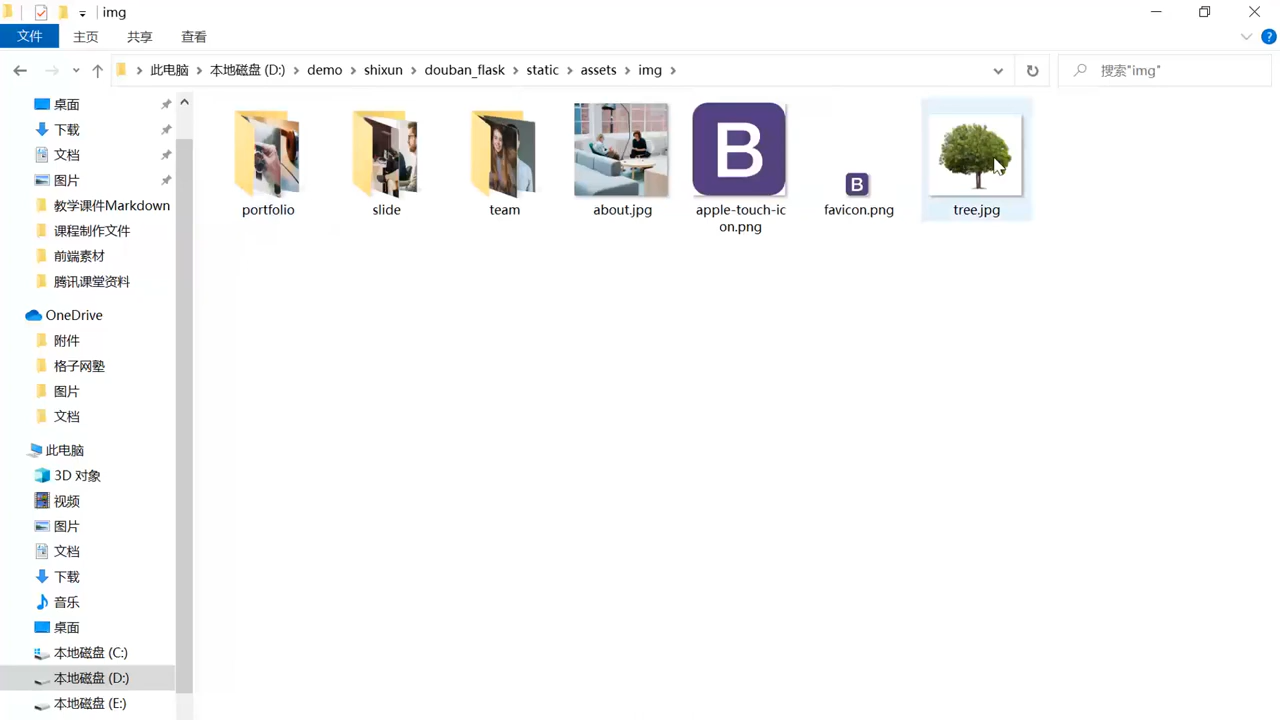 img
文件
主页
共享
查看
此电脑
本地磁盘 (D:)
demo
shixun
douban_flask
static
assets
img
搜索"img"
桌面
下载
文档
图片
教学课件Markdown
课程制作文件
前端素材
腾讯课堂资料
OneDrive
附件
格子网塾
图片
文档
此电脑
3D 对象
视频
图片
文档
下载
音乐
桌面
本地磁盘 (C:)
本地磁盘 (D:)
本地磁盘 (E:)
B
B
portfolio
slide
team
about.jpg
apple-touch-ic
on.png
favicon.png
tree.jpg